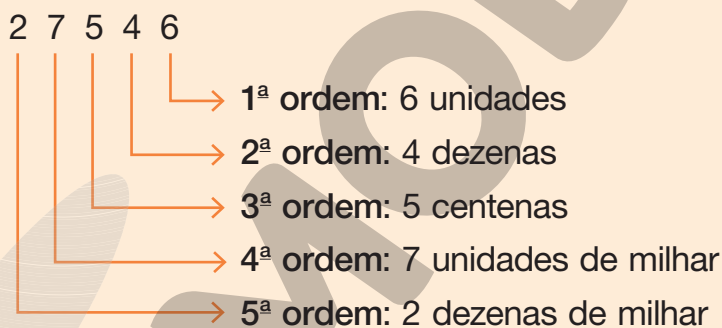 2 7 5 4 6
1ª ordem: 6 unidades
2ª ordem: 4 dezenas
3ª ordem: 5 centenas
4ª ordem: 7 unidades de milhar
5ª ordem: 2 dezenas de milhar